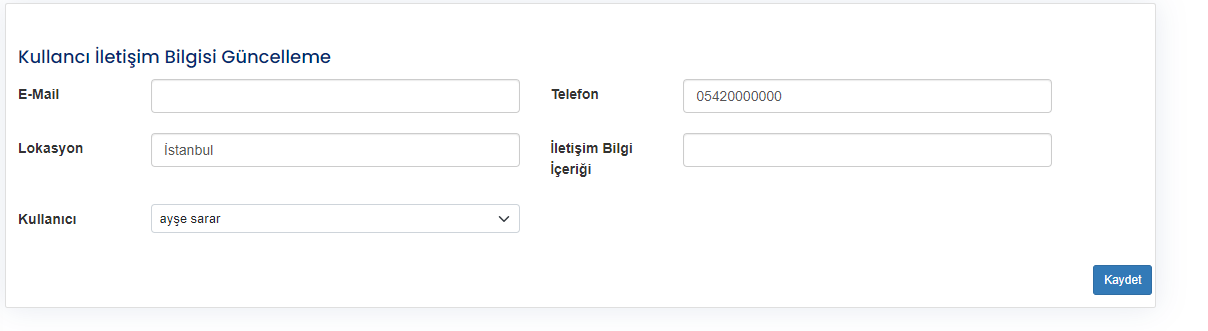 Kullancı İletişim Bilgisi Güncelleme
E-Mail
Telefon 05420000000
Lokasyon İstanbul
İletişim Bilgi
İçeriği
Kullanıcı ayşe sarar
Kaydet